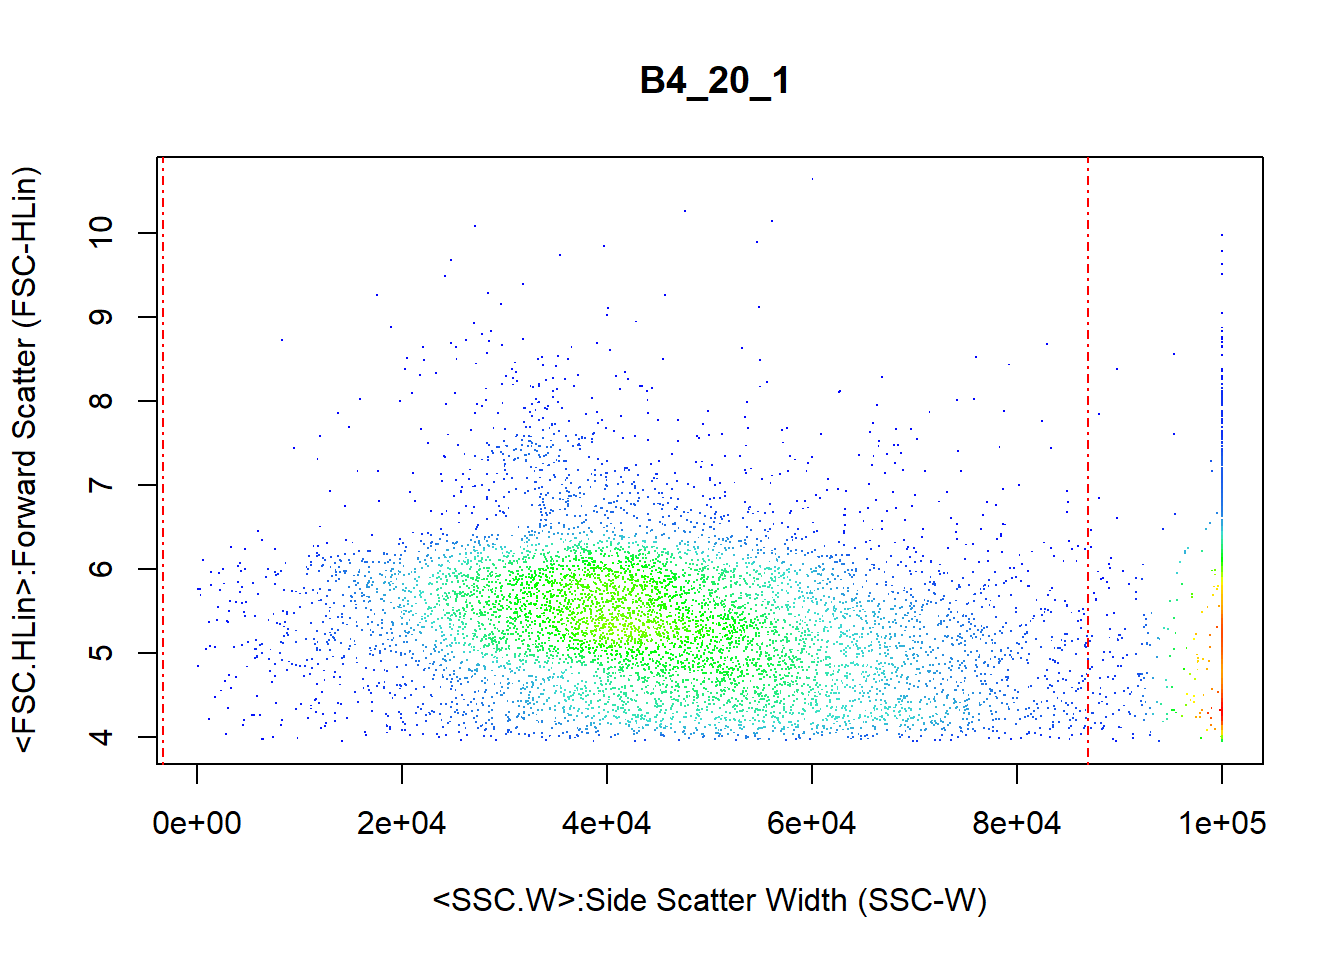 B4_20_1
<FSC.HLin>:Forward Scatter (FSC-HLin)
10
9
8
7
6
5
4
0e+00 2e+04 4e+04 6e+04 8e+04 1e+05
<SSC.W>:Side Scatter Width (SSC-W)